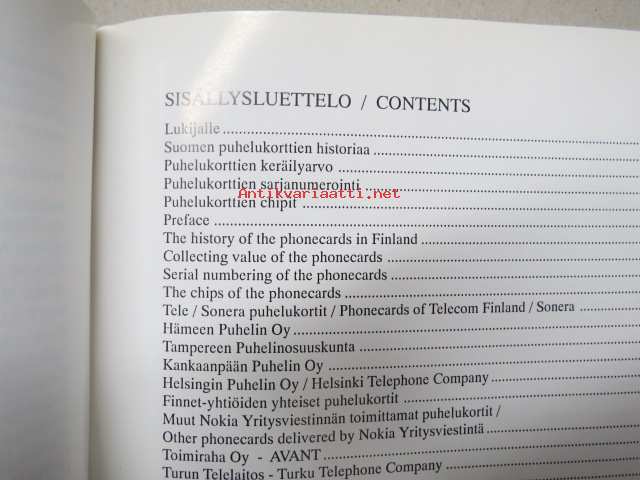 SISÄLLYSLUETTELO / CONTENTS
Lukijalle
Suomen puhelukorttien historiaa
Puhelukorttien keräilyarvo
Puhelukorttien sarjanumerointi
Antikvariaatti.net
Puhelukorttien chipit
Preface
The history of the phonecards in Finland
Collecting value of the phonecards
Serial numbering of the phonecards
The chips of the phonecards
Tele / Sonera puhelukortit / Phonecards of Telecom Finland / Sonera
Hämeen Puhelin Oy
Tampereen Puhelinosuuskunta
Kankaanpään Puhelin Oy
Helsingin Puhelin Oy / Helsinki Telephone Company
Finnet-yhtiöiden yhteiset puhelukortit
Muut Nokia Yritysviestinnän toimittamat puhelukortit /
Other phonecards delivered by Nokia Yritysviestintä
Toimiraha Oy - AVANT
Turun Telelaitos - Turku Telephone Company